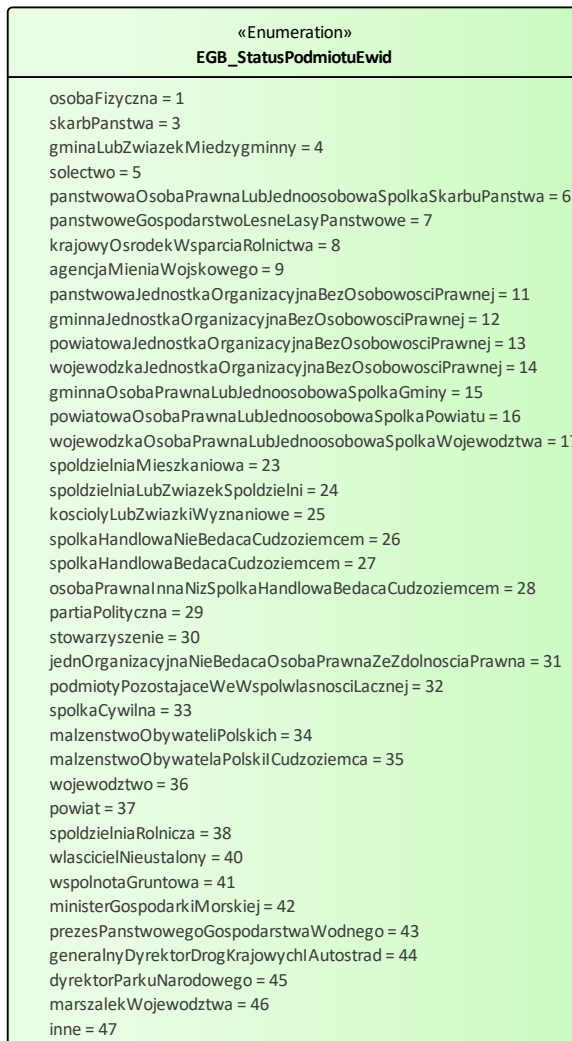 «Enumeration»
EGB_StatusPodmiotuEwid
osobaFizyczna = 1
skarbPanstwa = 3
gminaLubZwiazekMiedzygminny = 4
solectwo = 5
panstwowaOsobaPrawnaLubJednoosobowaSpolkaSkarbuPanstwa = 6
panstwoweGospodarstwoLesneLasyPanstwowe = 7
krajowyOsrodekWsparciaRolnictwa = 8
agencjaMieniaWojskowego = 9
panstwowaJednostkaOrganizacyjnaBezOsobowosciPrawnej = 11
gminnaJednostkaOrganizacyjnaBezOsobowosciPrawnej = 12
powiatowaJednostkaOrganizacyjnaBezOsobowosciPrawnej = 13
wojewodzkaJednostkaOrganizacyjnaBezOsobowosciPrawnej = 14
gminnaOsobaPrawnaLubJednoosobowaSpolkaGminy = 15
powiatowaOsobaPrawnaLubJednoosobowaSpolkaPowiatu = 16
wojewodzkaOsobaPrawnaLubJednoosobowaSpolkaWojewodztwa = 17
spoldzielniaMieszkaniowa = 23
spoldzielniaLubZwiazekSpoldzielni = 24
kosciolyLubZwiazkiWyznaniowe = 25
spolkaHandlowaNieBedacaCudzoziemcem = 26
spolkaHandlowaBedacaCudzoziemcem = 27
osobaPrawnaInnaNizSpolkaHandlowaBedacaCudzoziemcem = 28
partiaPolityczna = 29
stowarzyszenie = 30
jednOrganizacyjnaNieBedacaOsobaPrawnaZeZdolnosciaPrawna = 31
podmiotyPozostajaceWeWspolwlasnosciLacznej = 32
spolkaCywilna = 33
malzenstwoObywateliPolskich = 34
malzenstwoObywatelaPolskiICudzoziemca = 35
wojewodztwo = 36
powiat = 37
spoldzielniaRolnicza = 38
wlascicielNieustalony = 40
wspolnotaGruntowa = 41
ministerGospodarkiMorskiej = 42
prezesPanstwowegoGospodarstwaWodnego = 43
generalnyDyrektorDrogKrajowychIAutostrad = 44
dyrektorParkuNarodowego = 45
marszalekWojewodztwa = 46
inne = 47